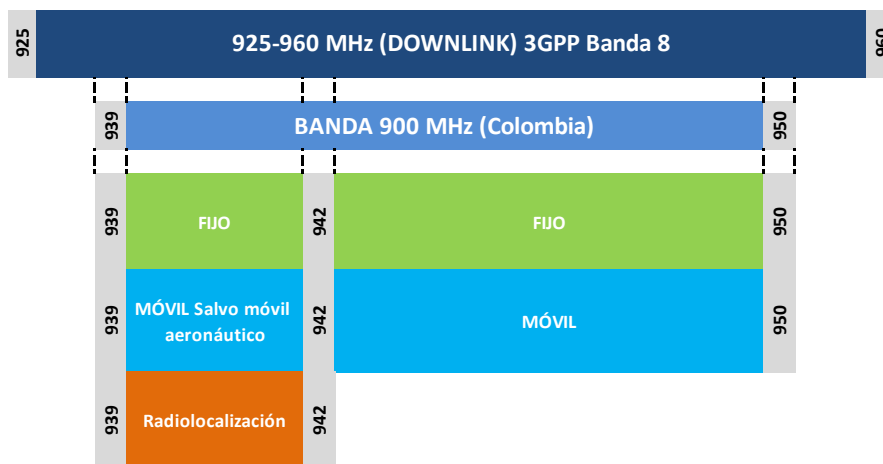 925
925-960 MHz (DOWNLINK) 3GPP Banda 8
960
939
BANDA 900 MHz (Colombia)
950
939
FIJO
942
FIJO
950
939
MÓVIL Salvo móvil
aeronáutico
942
MÓVIL
950
939
Radiolocalización
942